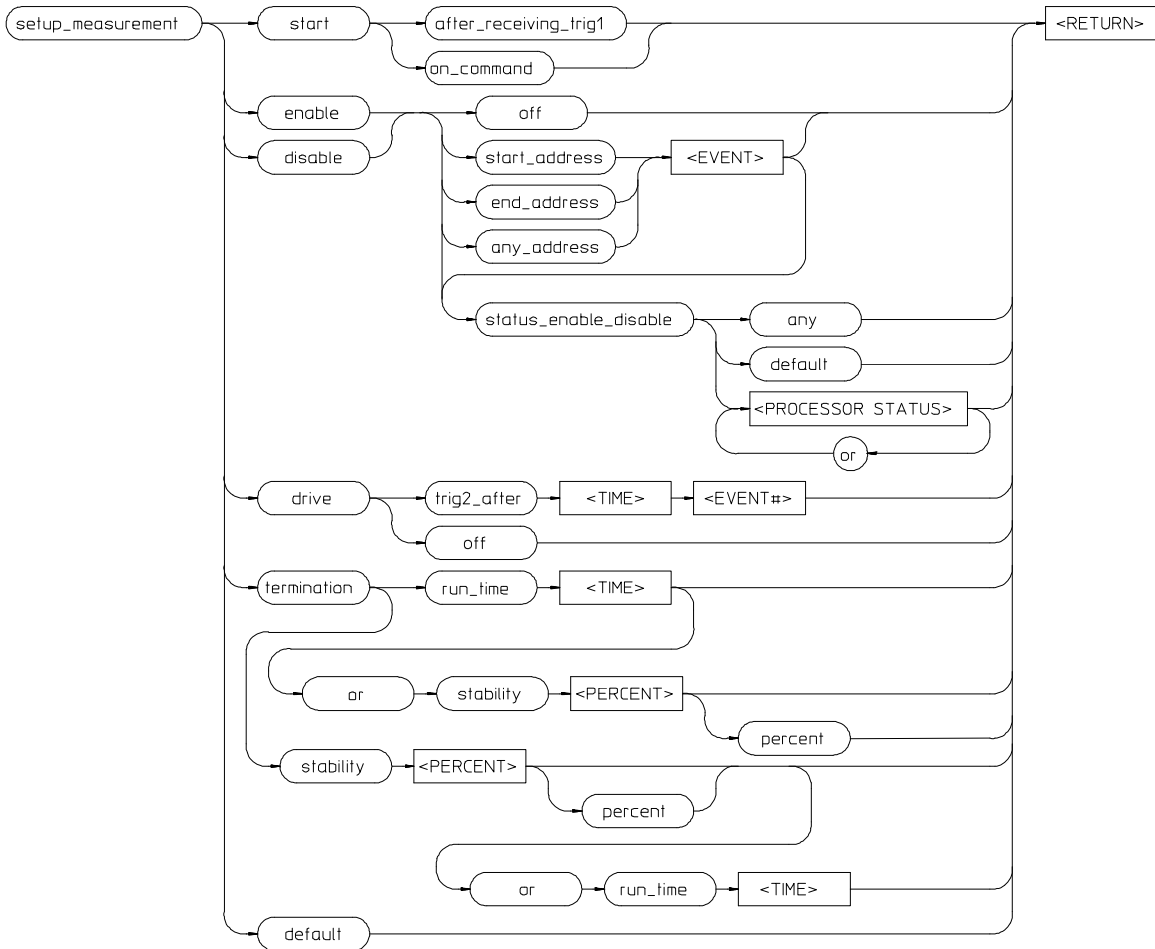 setup_measurement start after_receiving_trig1 <RETURN>
on_command
enable off
disable start_address <EVENT>
end_address
any_address
status_enable_disable any
default
<PROCESSOR STATUS>
or
drive trig2_after <TIME> <EVENT#>
off
termination run_time <TIME>
or stability <PERCENT>
percent
stability <PERCENT>
percent
or run_time <TIME>
default